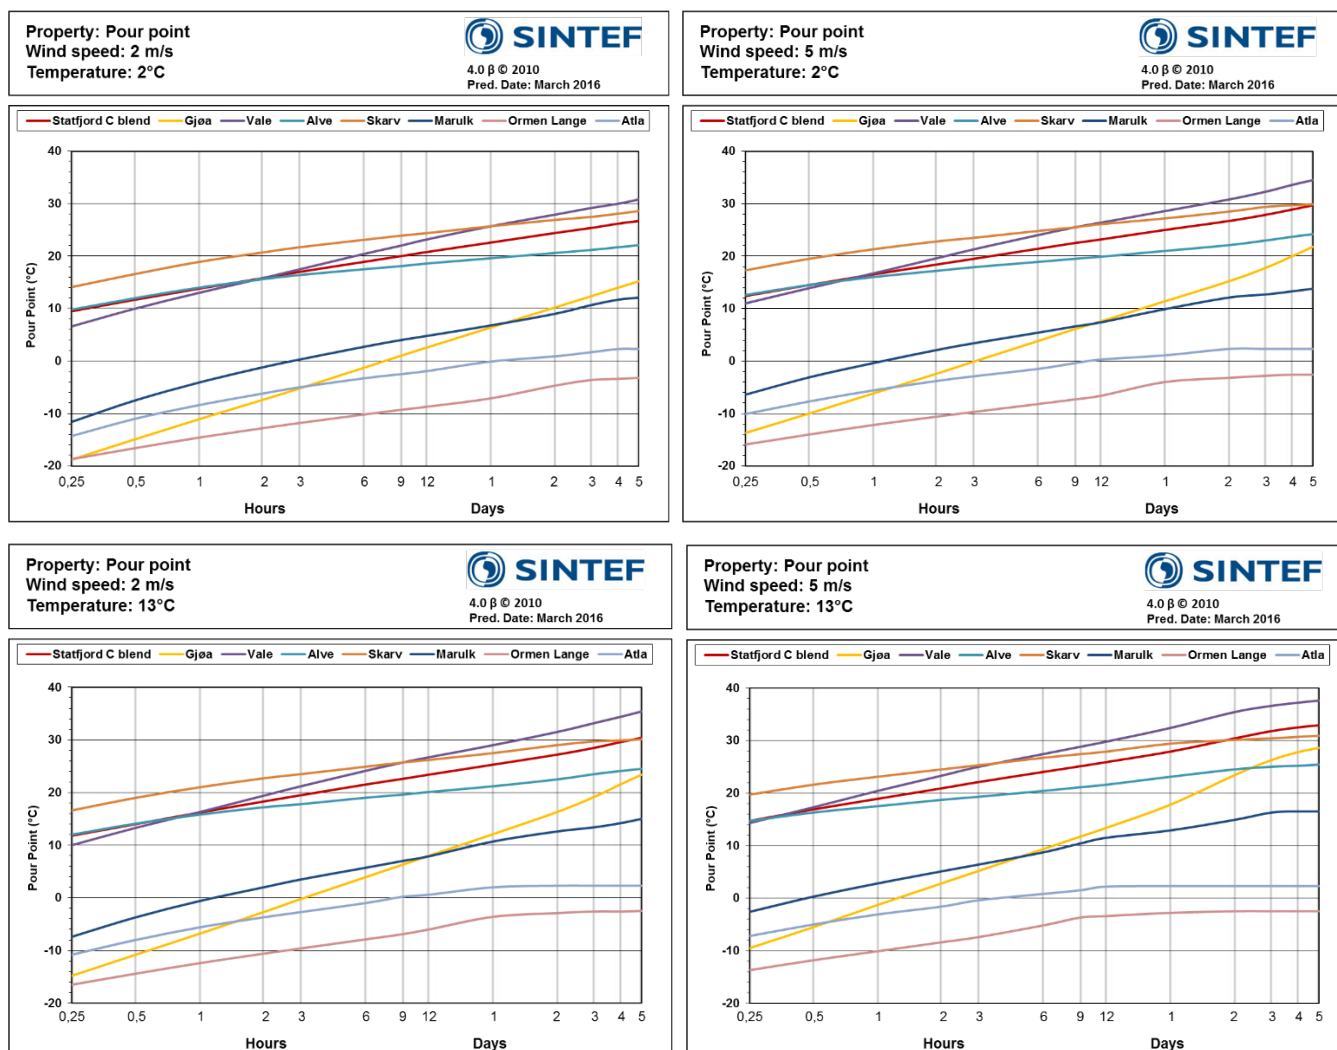 Property: Pour point
Wind speed: 2 m/s
Temperature: 2°C
SINTEF
4.0 β © 2010
Pred. Date: March 2016
Statfjord C blend Gjøa Vale Alve Skarv Marulk Ormen Lange Atla
Pour Point (°C)
40
30
20
10
0
-10
-20
0,25 0,5 1 2 3 6 9 12 1 2 3 4 5
Hours Days
Property: Pour point
Wind speed: 5 m/s
Temperature: 2°C
SINTEF
4.0 β © 2010
Pred. Date: March 2016
Statfjord C blend Gjøa Vale Alve Skarv Marulk Ormen Lange Atla
Pour Point (°C)
40
30
20
10
0
-10
-20
0,25 0,5 1 2 3 6 9 12 1 2 3 4 5
Hours Days
Property: Pour point
Wind speed: 2 m/s
Temperature: 13°C
SINTEF
4.0 β © 2010
Pred. Date: March 2016
Statfjord C blend Gjøa Vale Alve Skarv Marulk Ormen Lange Atla
Pour Point (°C)
40
30
20
10
0
-10
-20
0,25 0,5 1 2 3 6 9 12 1 2 3 4 5
Hours Days
Property: Pour point
Wind speed: 5 m/s
Temperature: 13°C
SINTEF
4.0 β © 2010
Pred. Date: March 2016
Statfjord C blend Gjøa Vale Alve Skarv Marulk Ormen Lange Atla
Pour Point (°C)
40
30
20
10
0
-10
-20
0,25 0,5 1 2 3 6 9 12 1 2 3 4 5
Hours Days